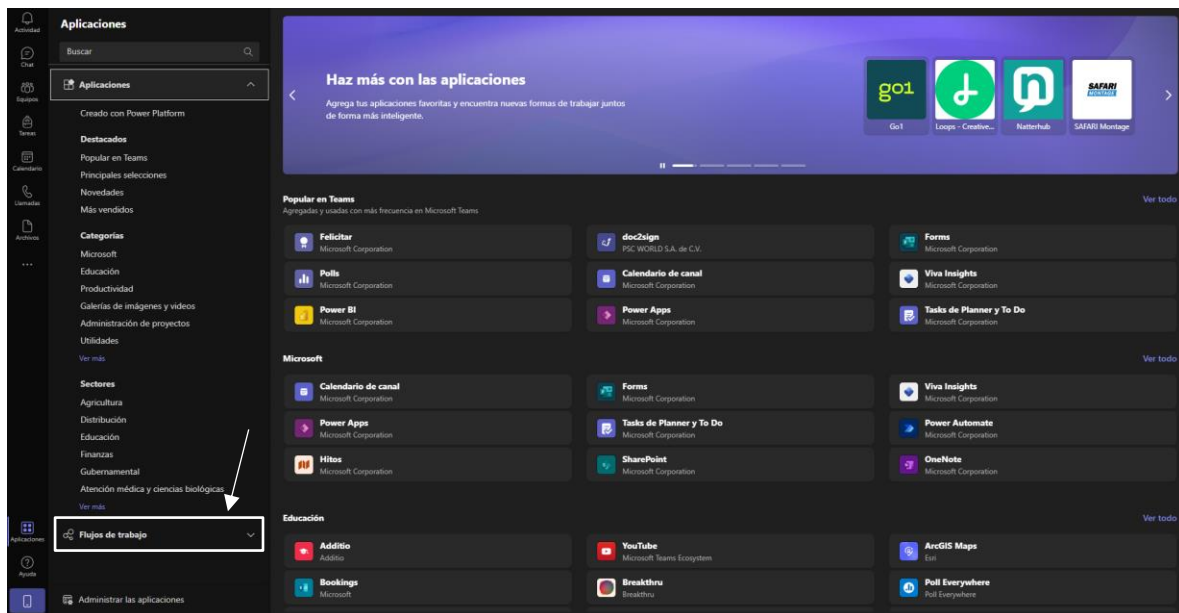 Actividad
Chat
Equipos
Tareas
Calendario
Llamadas
Archivos
Aplicaciones
Ayuda
Aplicaciones
Buscar
Aplicaciones
Creado con Power Platform
Destacados
Popular en Teams
Principales selecciones
Novedades
Más vendidos
Categorías
Microsoft
Educación
Productividad
Galerías de imágenes y videos
Administración de proyectos
Utilidades
Ver más
Sectores
Agricultura
Distribución
Educación
Finanzas
Gubernamental
Atención médica y ciencias biológicas
Ver más
Flujos de trabajo
Administrar las aplicaciones
Haz más con las aplicaciones
Agrega tus aplicaciones favoritas y encuentra nuevas formas de trabajar juntos
de forma más inteligente.
go1
SAFARI
MONTAGE
Go1
Loops - Creative...
Natterhub
SAFARI Montage
Popular en Teams
Ver todo
Agregadas y usadas con más frecuencia en Microsoft Teams
Felicitar
Microsoft Corporation
doc2sign
PSC WORLD S.A. de C.V.
Forms
Microsoft Corporation
Polls
Microsoft Corporation
Calendario de canal
Microsoft Corporation
Viva Insights
Microsoft Corporation
Power BI
Microsoft Corporation
Power Apps
Microsoft Corporation
Tasks de Planner y To Do
Microsoft Corporation
Microsoft
Ver todo
Calendario de canal
Microsoft Corporation
Forms
Microsoft Corporation
Viva Insights
Microsoft Corporation
Power Apps
Microsoft Corporation
Tasks de Planner y To Do
Microsoft Corporation
Power Automate
Microsoft Corporation
Hitos
Microsoft Corporation
SharePoint
Microsoft Corporation
OneNote
Microsoft Corporation
Educación
Ver todo
Additio
Additio
YouTube
Microsoft Teams Ecosystem
ArcGIS Maps
Esri
Bookings
Microsoft
Breakthru
Breakthru
Poll Everywhere
Poll Everywhere